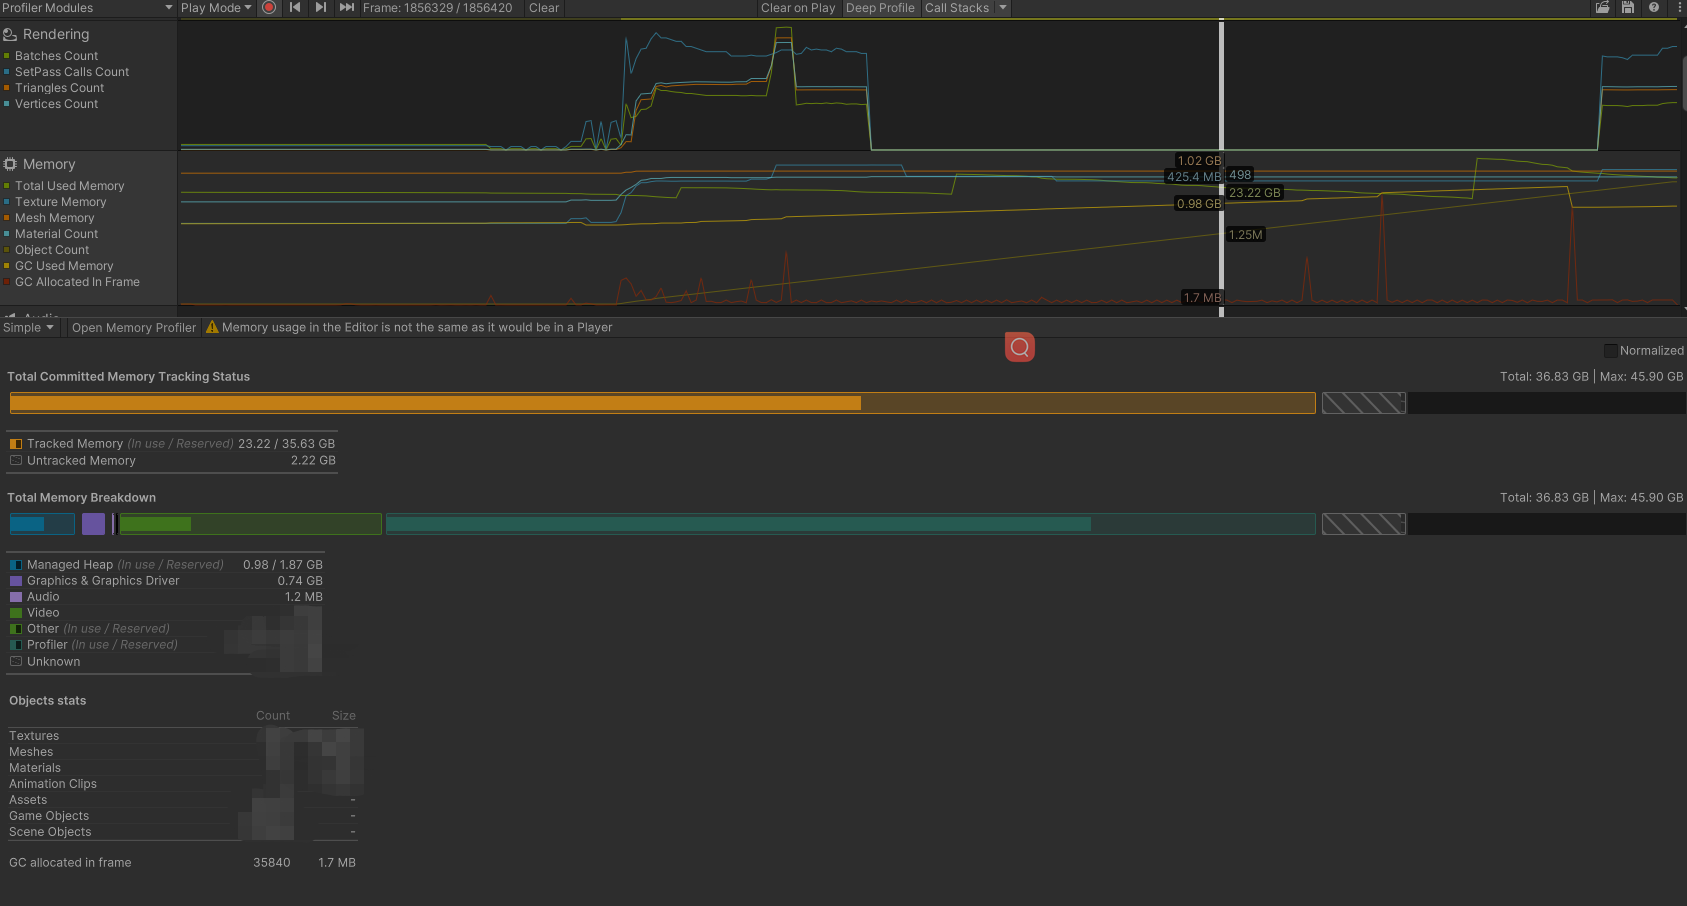 Profiler Modules Play Mode Frame: 1856329 / 1856420 Clear Clear on Play Deep Profile Call Stacks
Rendering
Batches Count
SetPass Calls Count
Triangles Count
Vertices Count
Memory
Total Used Memory
Texture Memory
Mesh Memory
Material Count
Object Count
GC Used Memory
GC Allocated In Frame
1.02 GB
425.4 MB
498
23.22 GB
0.98 GB
1.25M
1.7 MB
Simple Open Memory Profiler Memory usage in the Editor is not the same as it would be in a Player
Normalized
Total Committed Memory Tracking Status Total: 36.83 GB | Max: 45.90 GB
Tracked Memory (In use / Reserved) 23.22 / 35.63 GB
Untracked Memory 2.22 GB
Total Memory Breakdown Total: 36.83 GB | Max: 45.90 GB
Managed Heap (In use / Reserved) 0.98 / 1.87 GB
Graphics & Graphics Driver 0.74 GB
Audio 1.2 MB
Video
Other (In use / Reserved)
Profiler (In use / Reserved)
Unknown
Objects stats
Count Size
Textures
Meshes
Materials
Animation Clips
Assets -
Game Objects -
Scene Objects -
GC allocated in frame 35840 1.7 MB